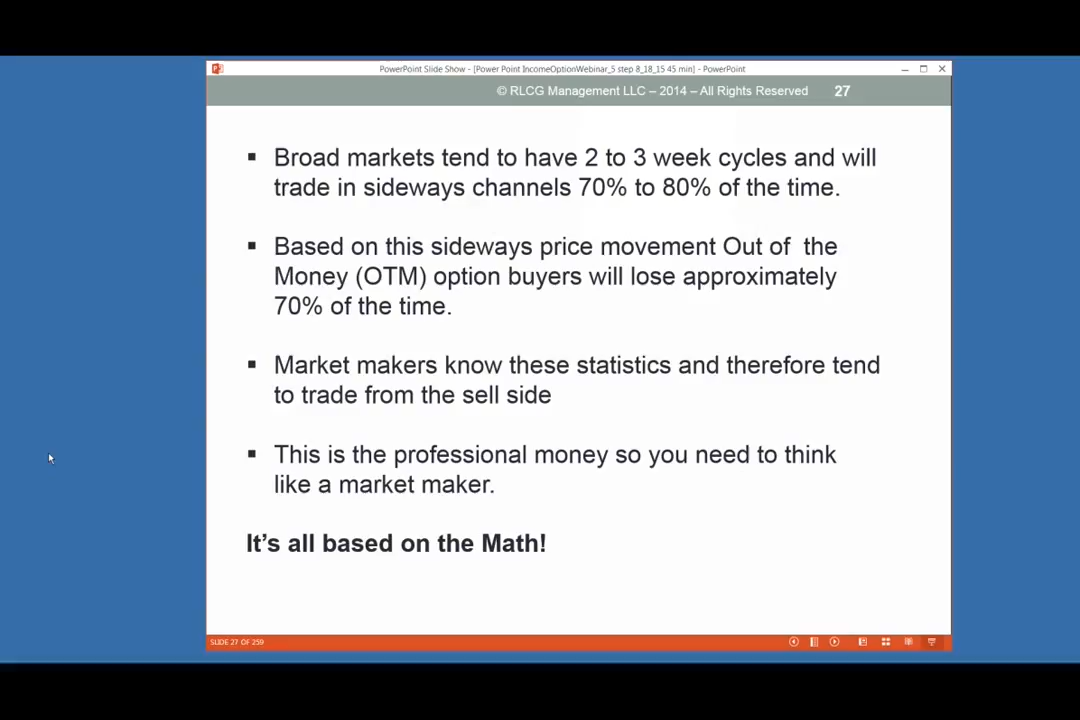 PowerPoint Slide Show - [Power Point IncomeOptionWebinar_5 step 8_18_15 45 min] - PowerPoint
© RLCG Management LLC – 2014 – All Rights Reserved 27
▪ Broad markets tend to have 2 to 3 week cycles and will
trade in sideways channels 70% to 80% of the time.
▪ Based on this sideways price movement Out of the
Money (OTM) option buyers will lose approximately
70% of the time.
▪ Market makers know these statistics and therefore tend
to trade from the sell side
▪ This is the professional money so you need to think
like a market maker.
It’s all based on the Math!
SLIDE 27 OF 259